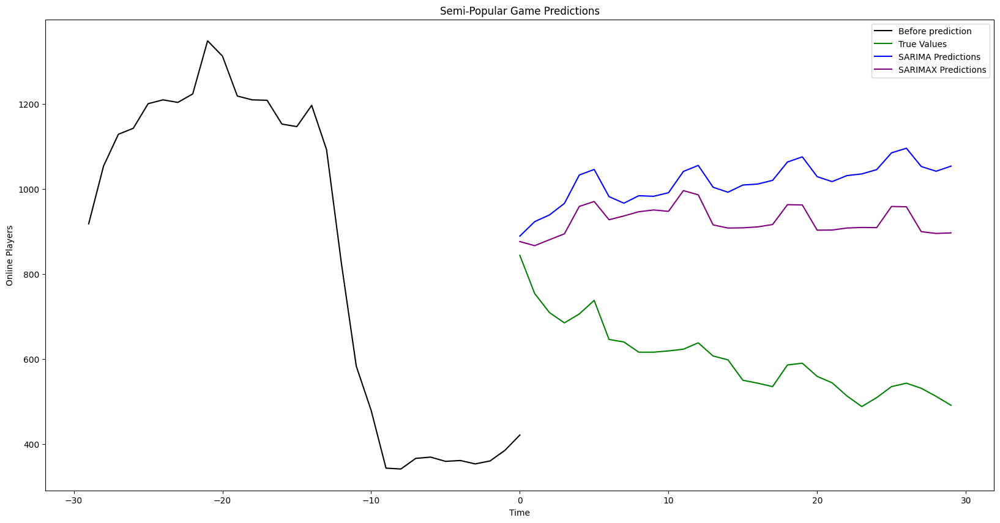 Semi-Popular Game Predictions
Before prediction
True Values
SARIMA Predictions
SARIMAX Predictions
Online Players
1200
1000
800
600
400
−30
−20
−10
0
10
20
30
Time